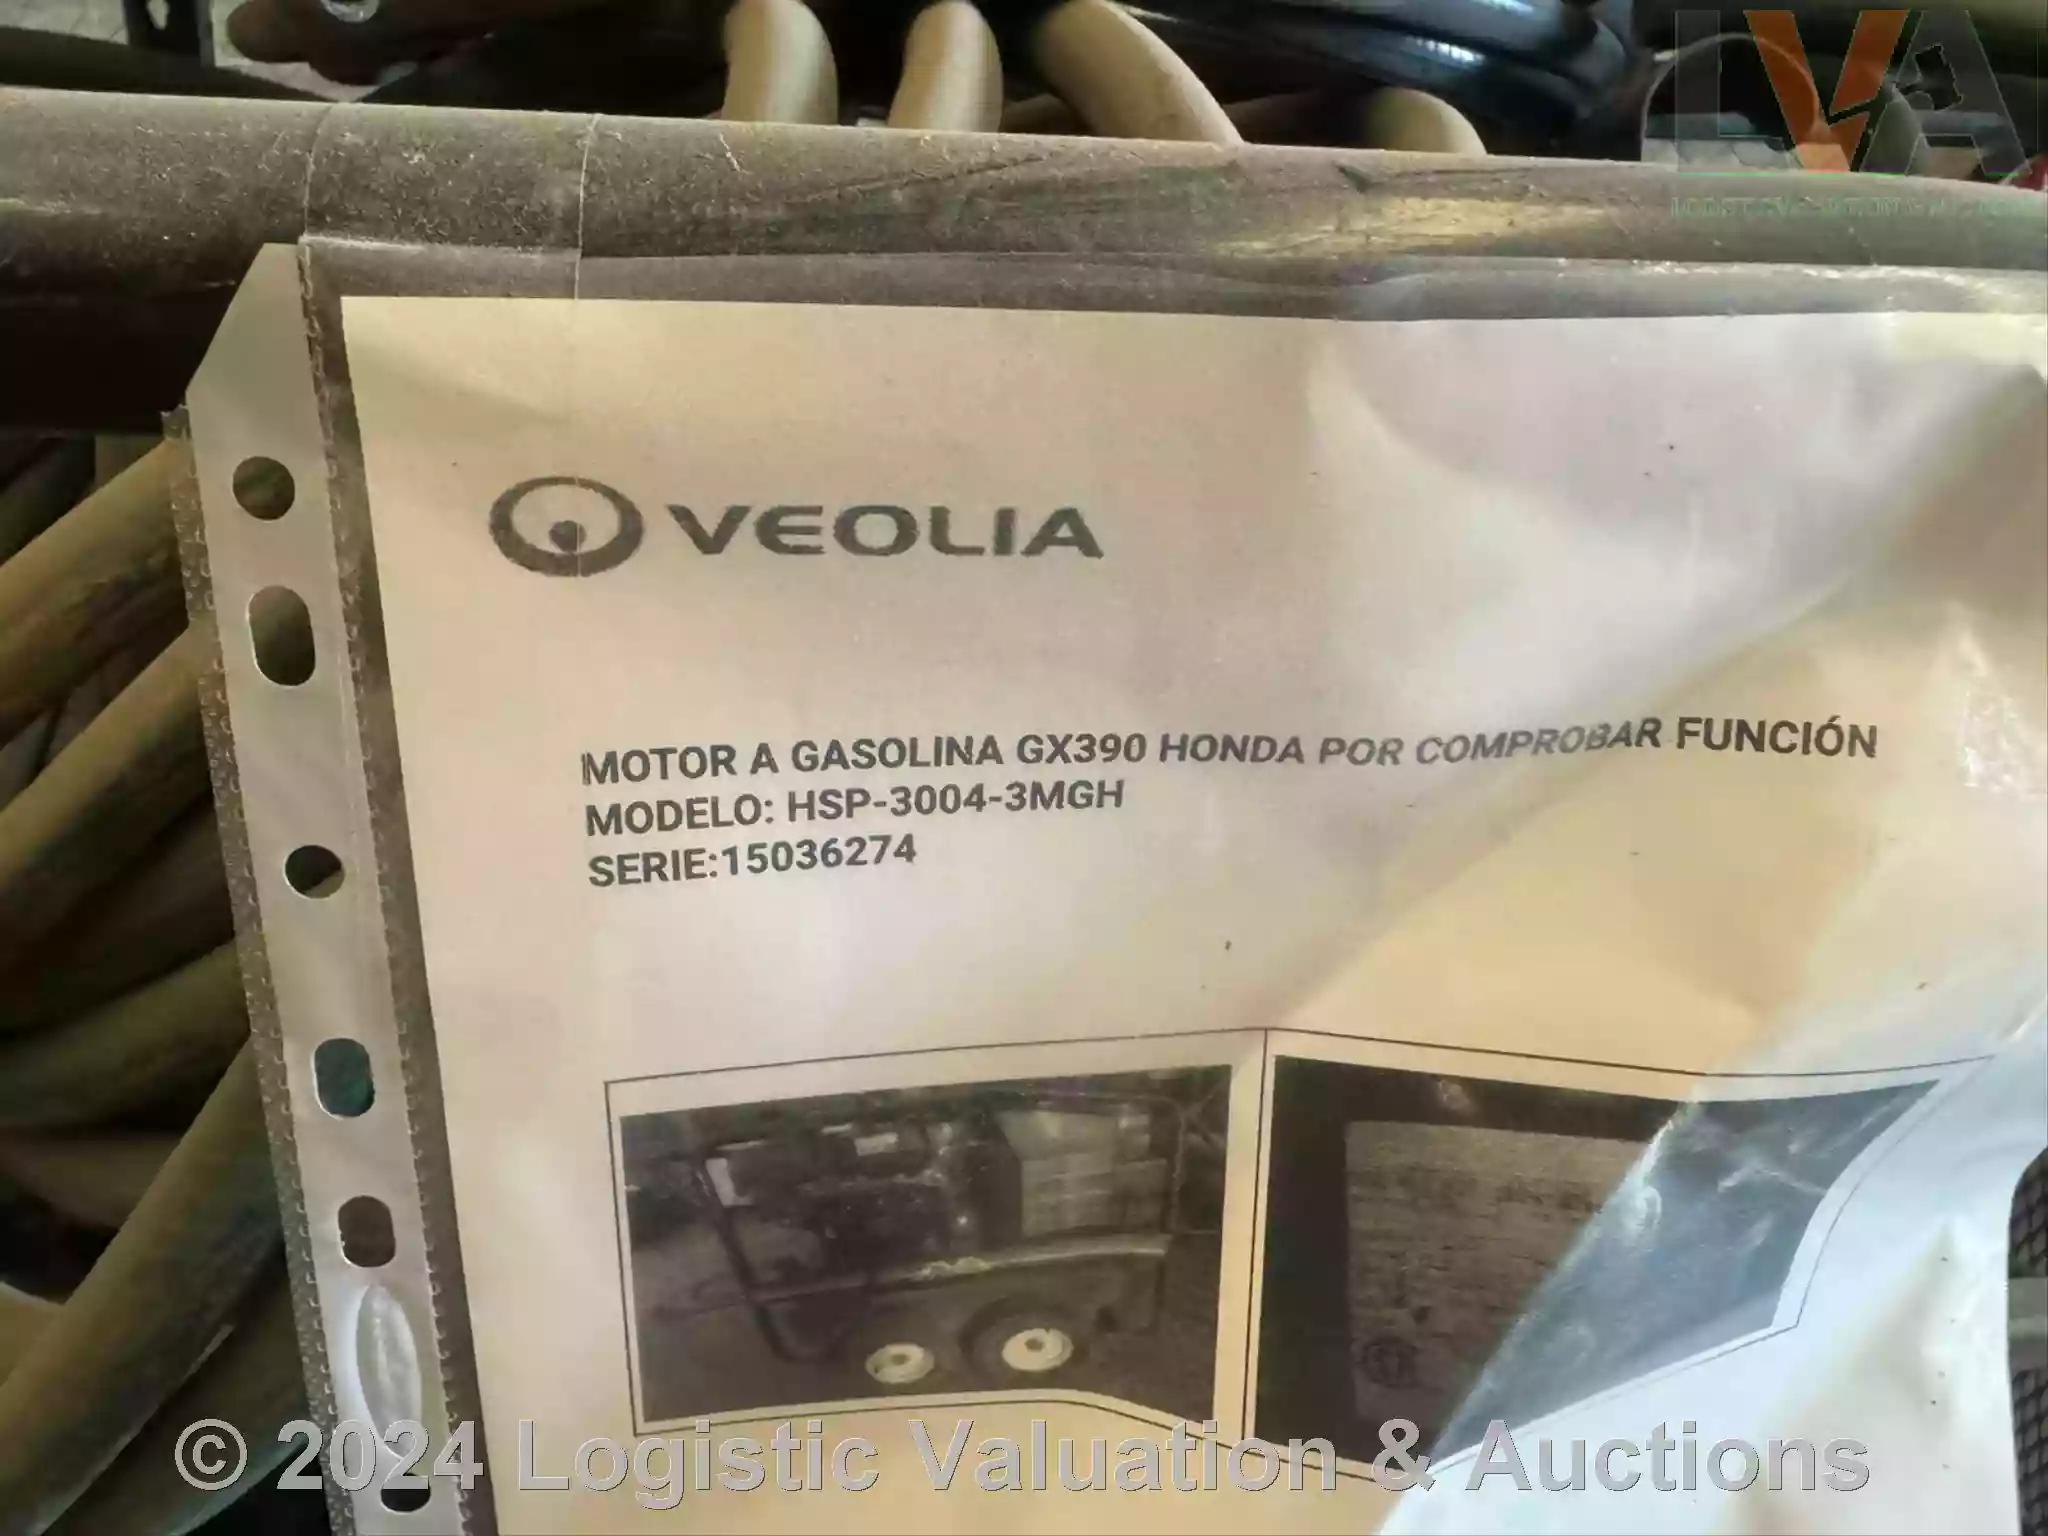 LVA
VEOLIA
MOTOR A GASOLINA GX390 HONDA POR COMPROBAR FUNCIÓN
MODELO: HSP-3004-3MGH
SERIE:15036274
© 2024 Logistic Valuation & Auctions